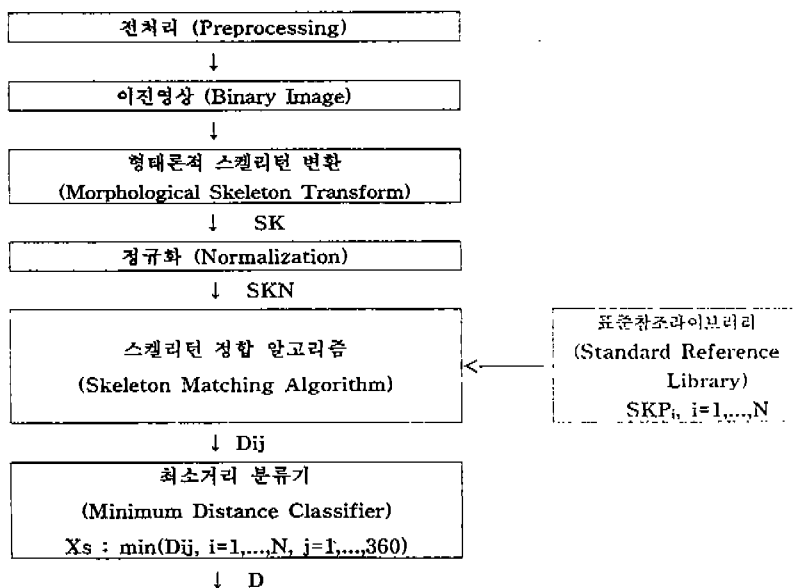 전처리 (Preprocessing)
↓
이진영상 (Binary Image)
↓
형태론적 스켈리턴 변환
(Morphological Skeleton Transform)
↓ SK
정규화 (Normalization)
↓ SKN
스켈리턴 정합 알고리즘
(Skeleton Matching Algorithm)
표준참조라이브러리
(Standard Reference
Library)
SKPi, i=1,...,N
↓ Dij
최소거리 분류기
(Minimum Distance Classifier)
Xs : min(Dij, i=1,...,N, j=1,...,360)
↓ D